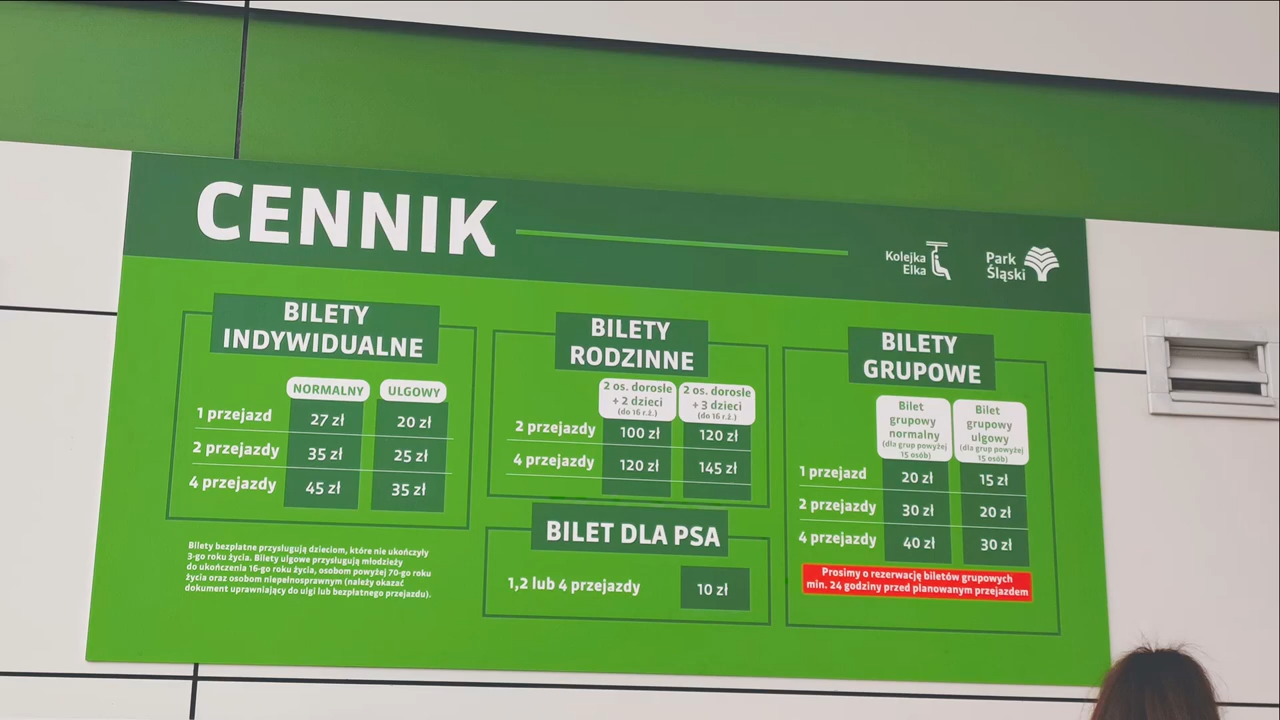 CENNIK
Kolejka
Elka
Park
Śląski
BILETY
INDYWIDUALNE
NORMALNY ULGOWY
1 przejazd 27 zł 20 zł
2 przejazdy 35 zł 25 zł
4 przejazdy 45 zł 35 zł
Bilety bezpłatne przysługują dzieciom, które nie ukończyły
3-go roku życia. Bilety ulgowe przysługują młodzieży
do ukończenia 16-go roku życia, osobom powyżej 70-go roku
życia oraz osobom niepełnosprawnym (należy okazać
dokument uprawniający do ulgi lub bezpłatnego przejazdu).
BILETY
RODZINNE
2 os. dorosłe
+ 2 dzieci
(do 16 r.ż.)
2 os. dorosłe
+ 3 dzieci
(do 16 r.ż.)
2 przejazdy 100 zł 120 zł
4 przejazdy 120 zł 145 zł
BILET DLA PSA
1,2 lub 4 przejazdy 10 zł
BILETY
GRUPOWE
Bilet
grupowy
normalny
(dla grup powyżej
15 osób)
Bilet
grupowy
ulgowy
(dla grup powyżej
15 osób)
1 przejazd 20 zł 15 zł
2 przejazdy 30 zł 20 zł
4 przejazdy 40 zł 30 zł
Prosimy o rezerwację biletów grupowych
min. 24 godziny przed planowanym przejazdem